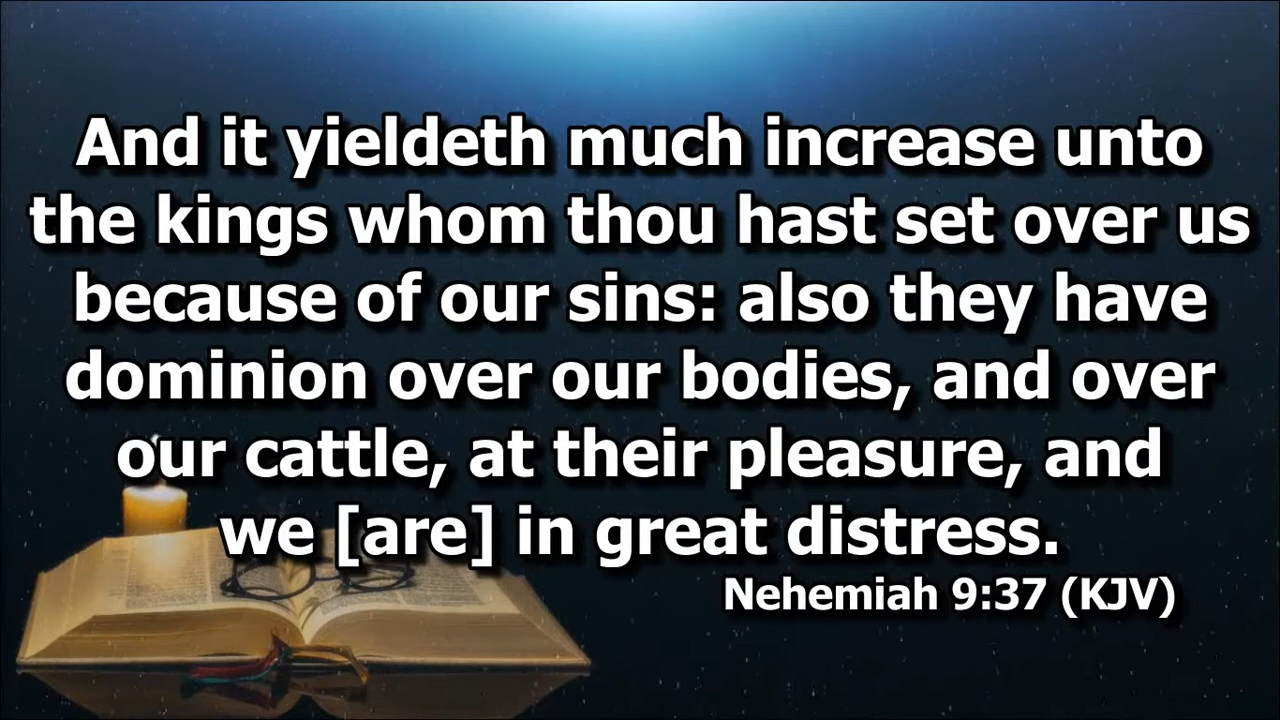 And it yieldeth much increase unto
the kings whom thou hast set over us
because of our sins: also they have
dominion over our bodies, and over
our cattle, at their pleasure, and
we [are] in great distress.
Nehemiah 9:37 (KJV)